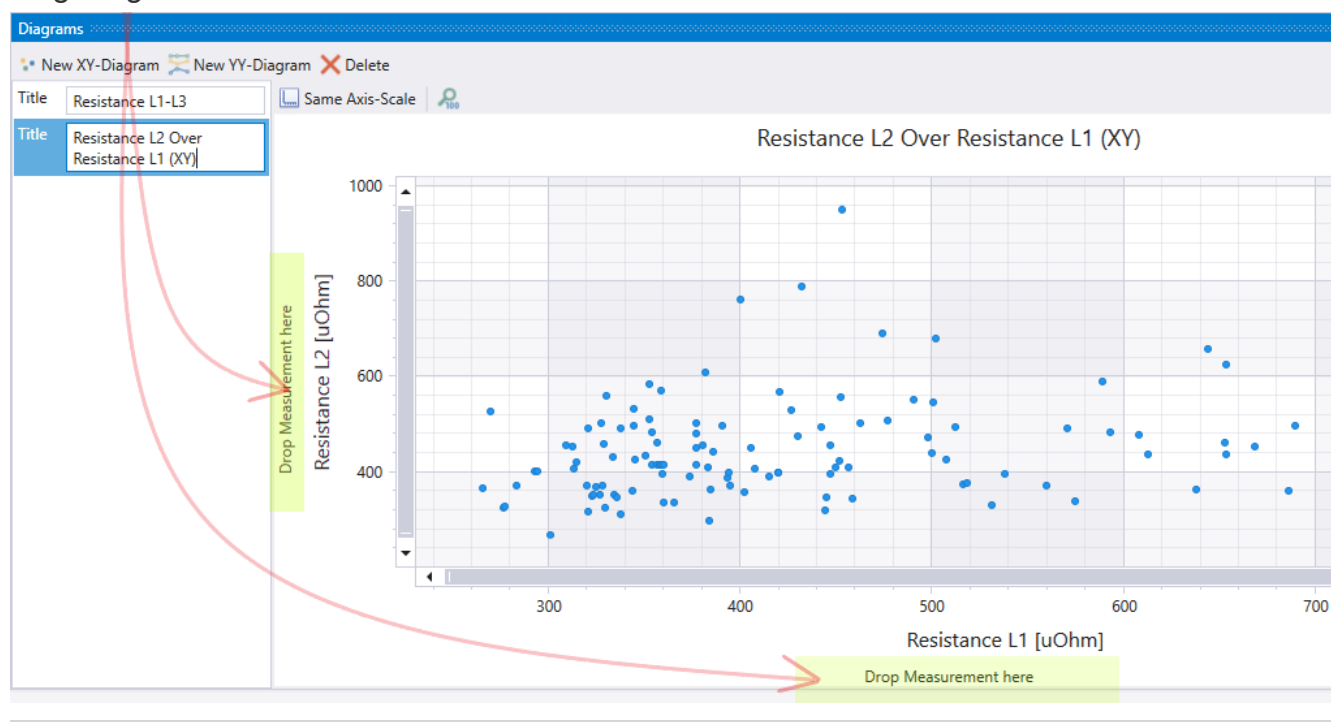 Diagrams
New XY-Diagram New YY-Diagram Delete
Title Resistance L1-L3
Same Axis-Scale 100
Title Resistance L2 Over
Resistance L1 (XY)
Resistance L2 Over Resistance L1 (XY)
1000
800
600
400
Drop Measurement here
Resistance L2 [uOhm]
300 400 500 600 700
Resistance L1 [uOhm]
Drop Measurement here